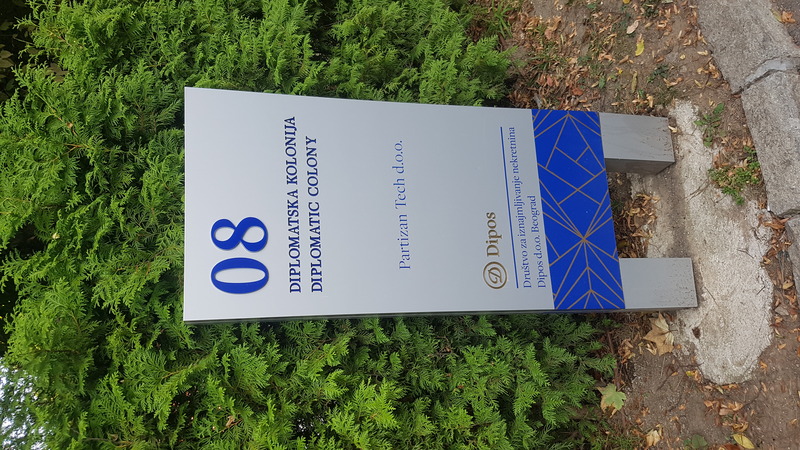 08
DIPLOMATSKA KOLONIJA
DIPLOMATIC COLONY
Partizan Tech d.o.o.
D Dipos
Društvo za iznajmljivanje nekretnina
Dipos d.o.o. Beograd